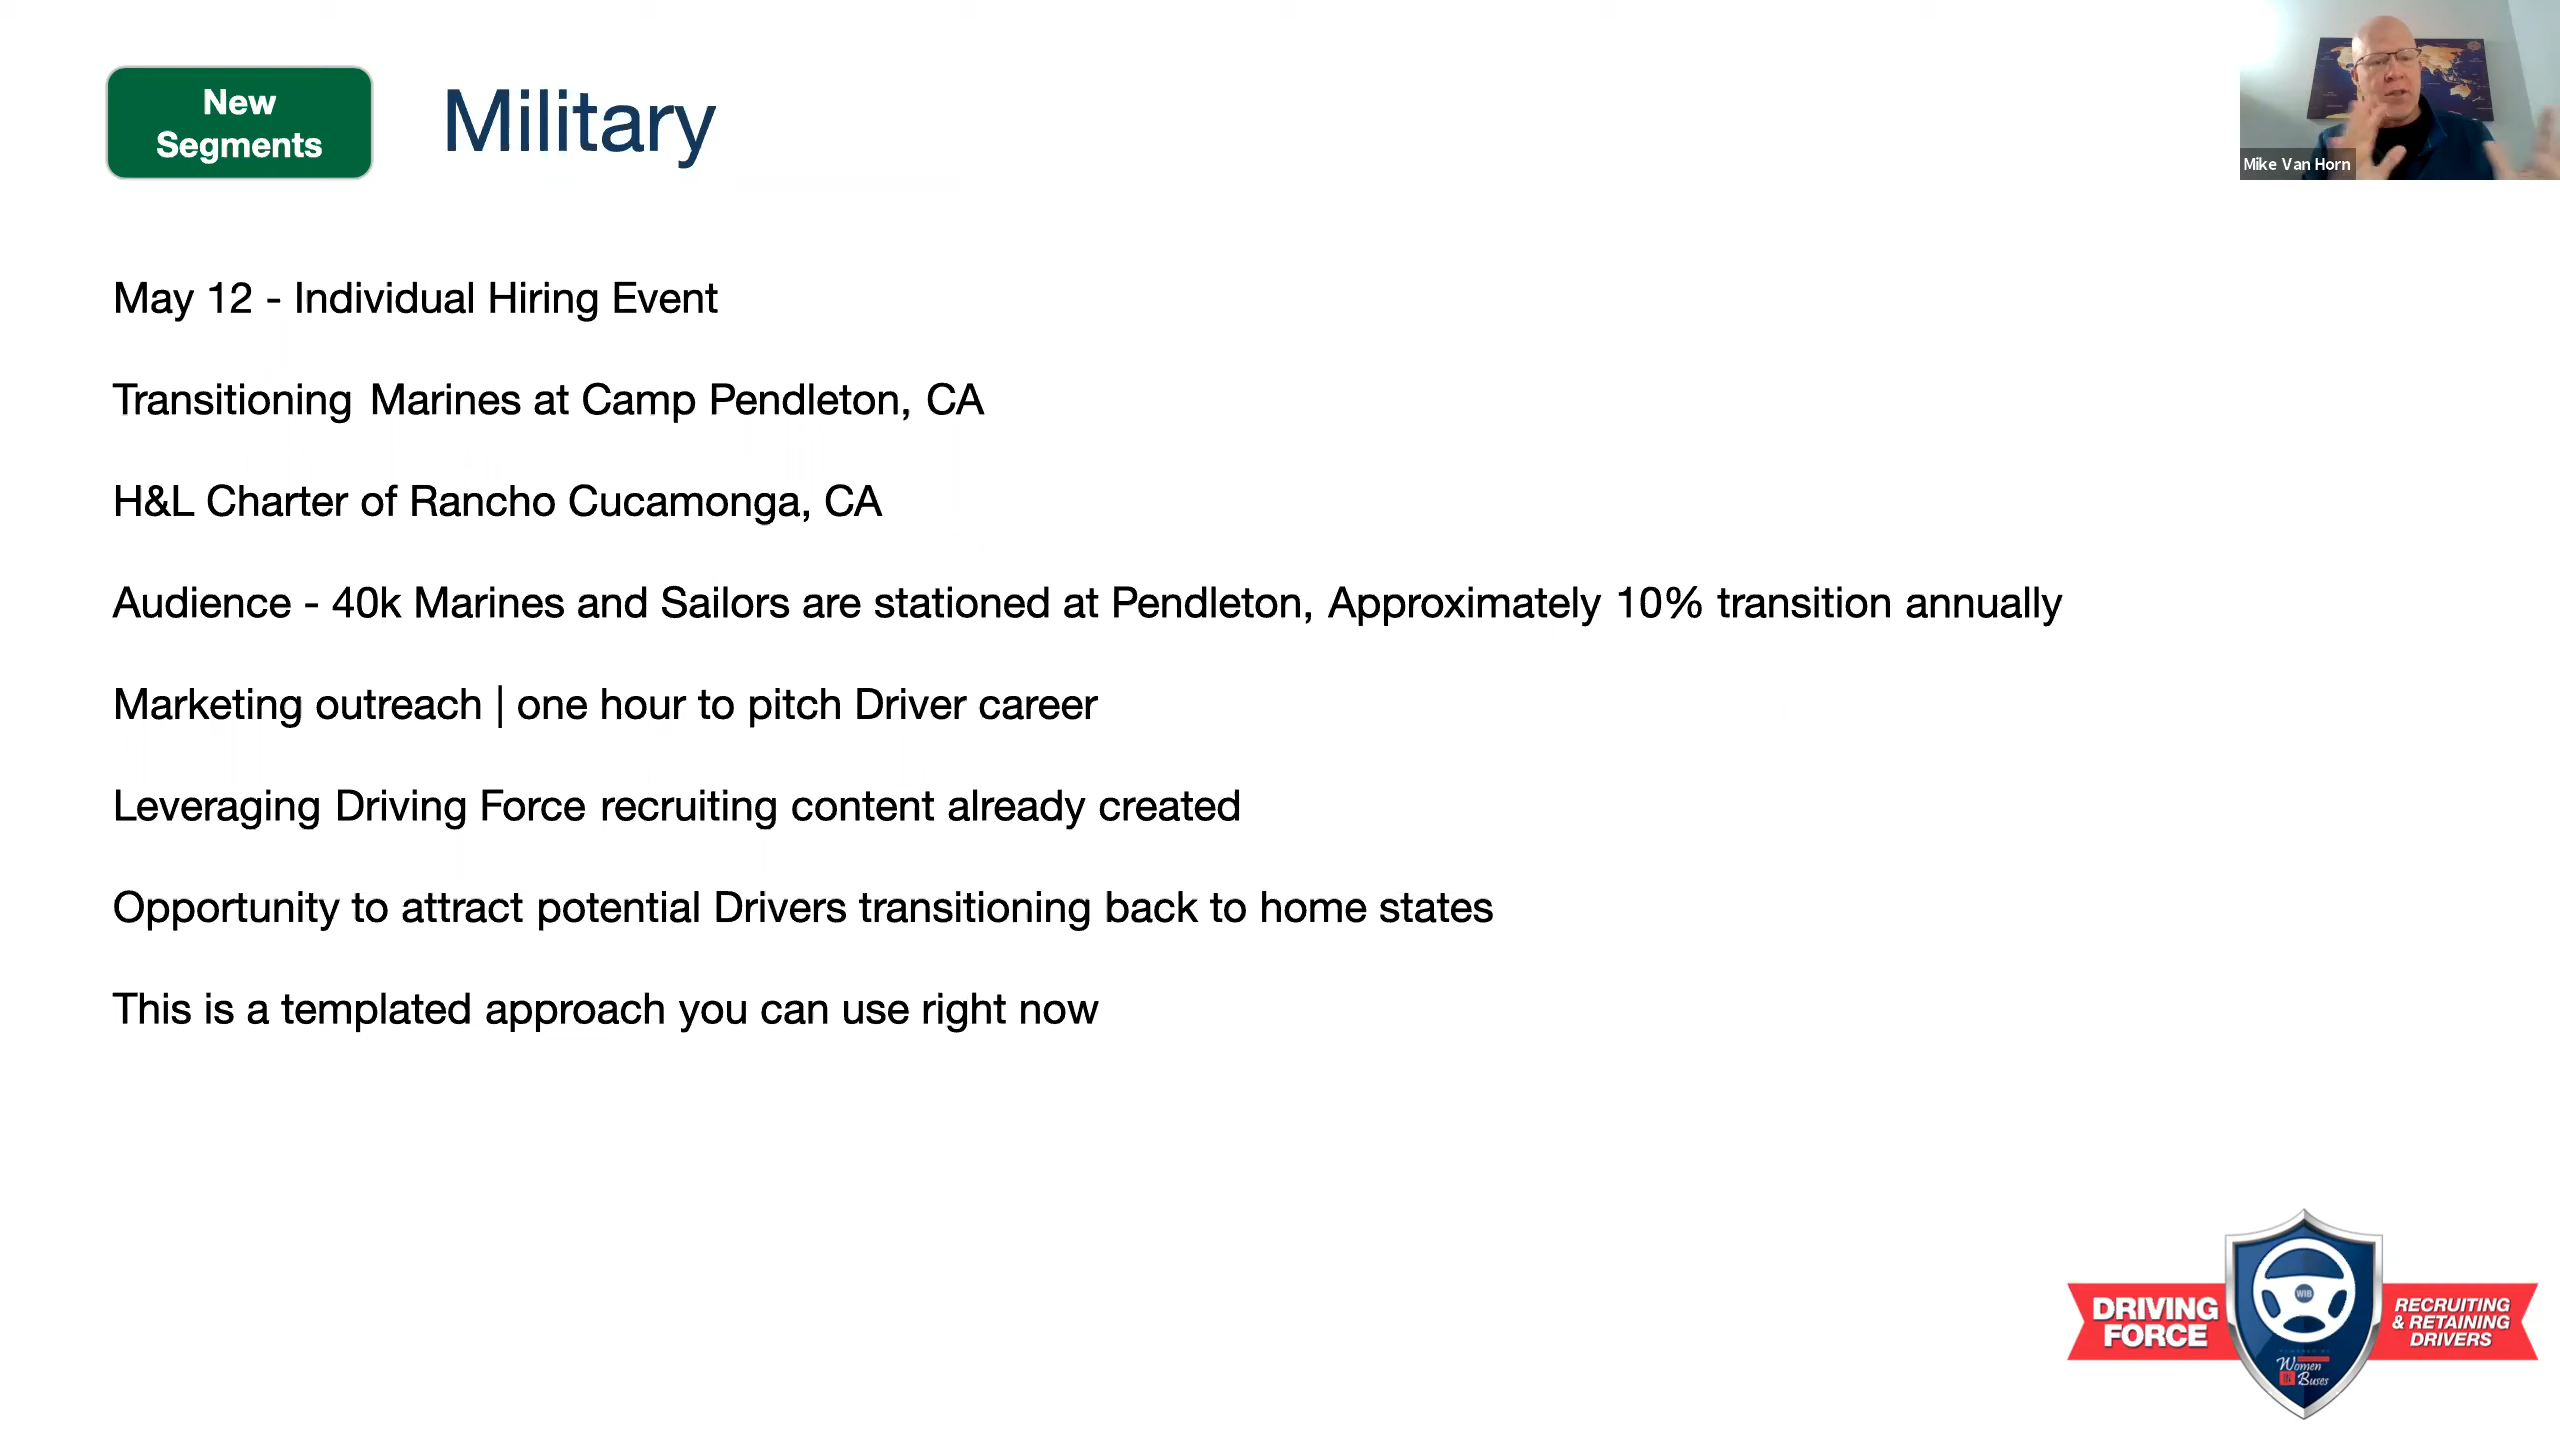 New
Segments
Military
Mike Van Horn
May 12 - Individual Hiring Event
Transitioning Marines at Camp Pendleton, CA
H&L Charter of Rancho Cucamonga, CA
Audience - 40k Marines and Sailors are stationed at Pendleton, Approximately 10% transition annually
Marketing outreach | one hour to pitch Driver career
Leveraging Driving Force recruiting content already created
Opportunity to attract potential Drivers transitioning back to home states
This is a templated approach you can use right now
DRIVING
FORCE
WIB
POWERED BY
Women
IN Buses
RECRUITING
& RETAINING
DRIVERS